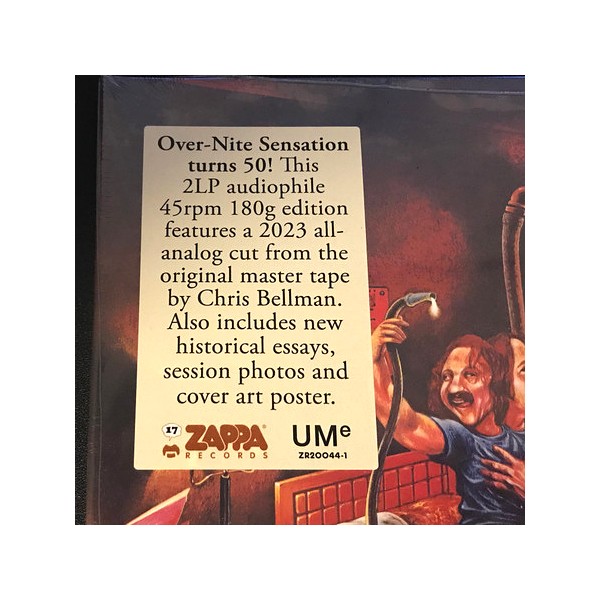 Over-Nite Sensation
turns 50! This
2LP audiophile
45rpm 180g edition
features a 2023 all-
analog cut from the
original master tape
by Chris Bellman.
Also includes new
historical essays,
session photos and
cover art poster.
17 ZAPPA® UMe
RECORDS ZR20044-1